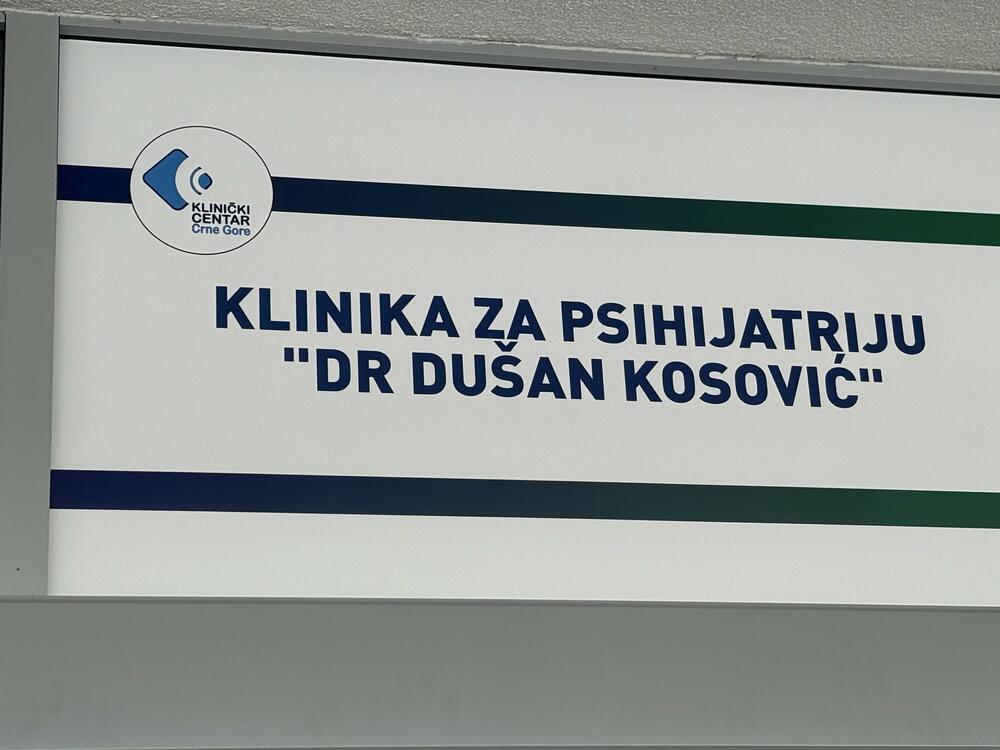 KLINIČKI
CENTAR
Crne Gore
KLINIKA ZA PSIHIJATRIJU
"DR DUŠAN KOSOVIĆ"